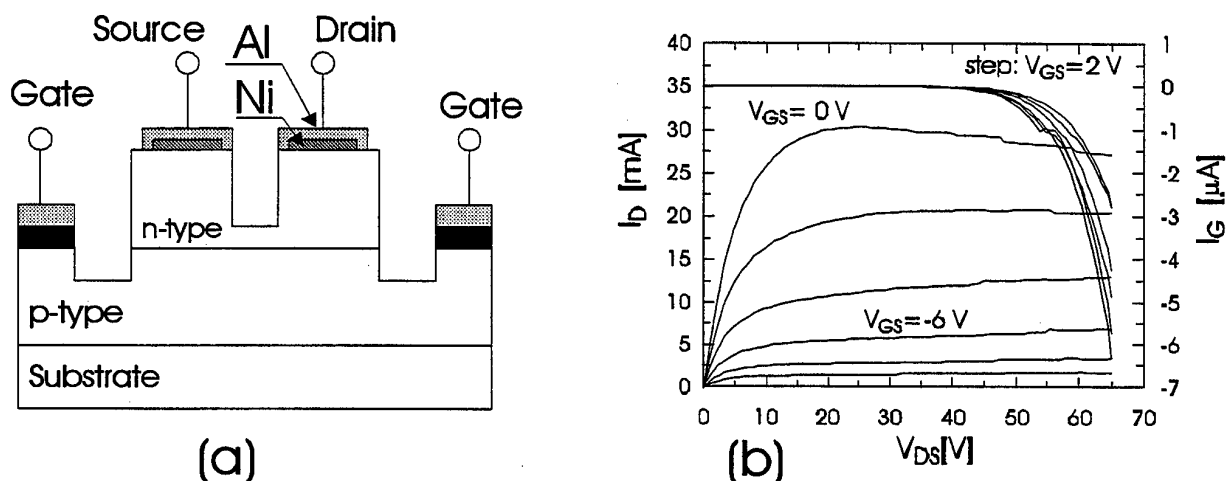 Source
Al
Drain
Gate
Ni
Gate
n-type
p-type
Substrate
(a)
40
35
30
25
20
15
10
5
0
I_D [mA]
step: V_GS=2 V
V_GS= 0 V
V_GS=-6 V
1
0
-1
-2
-3
-4
-5
-6
-7
I_G [µA]
0 10 20 30 40 50 60 70
V_DS[V]
(b)